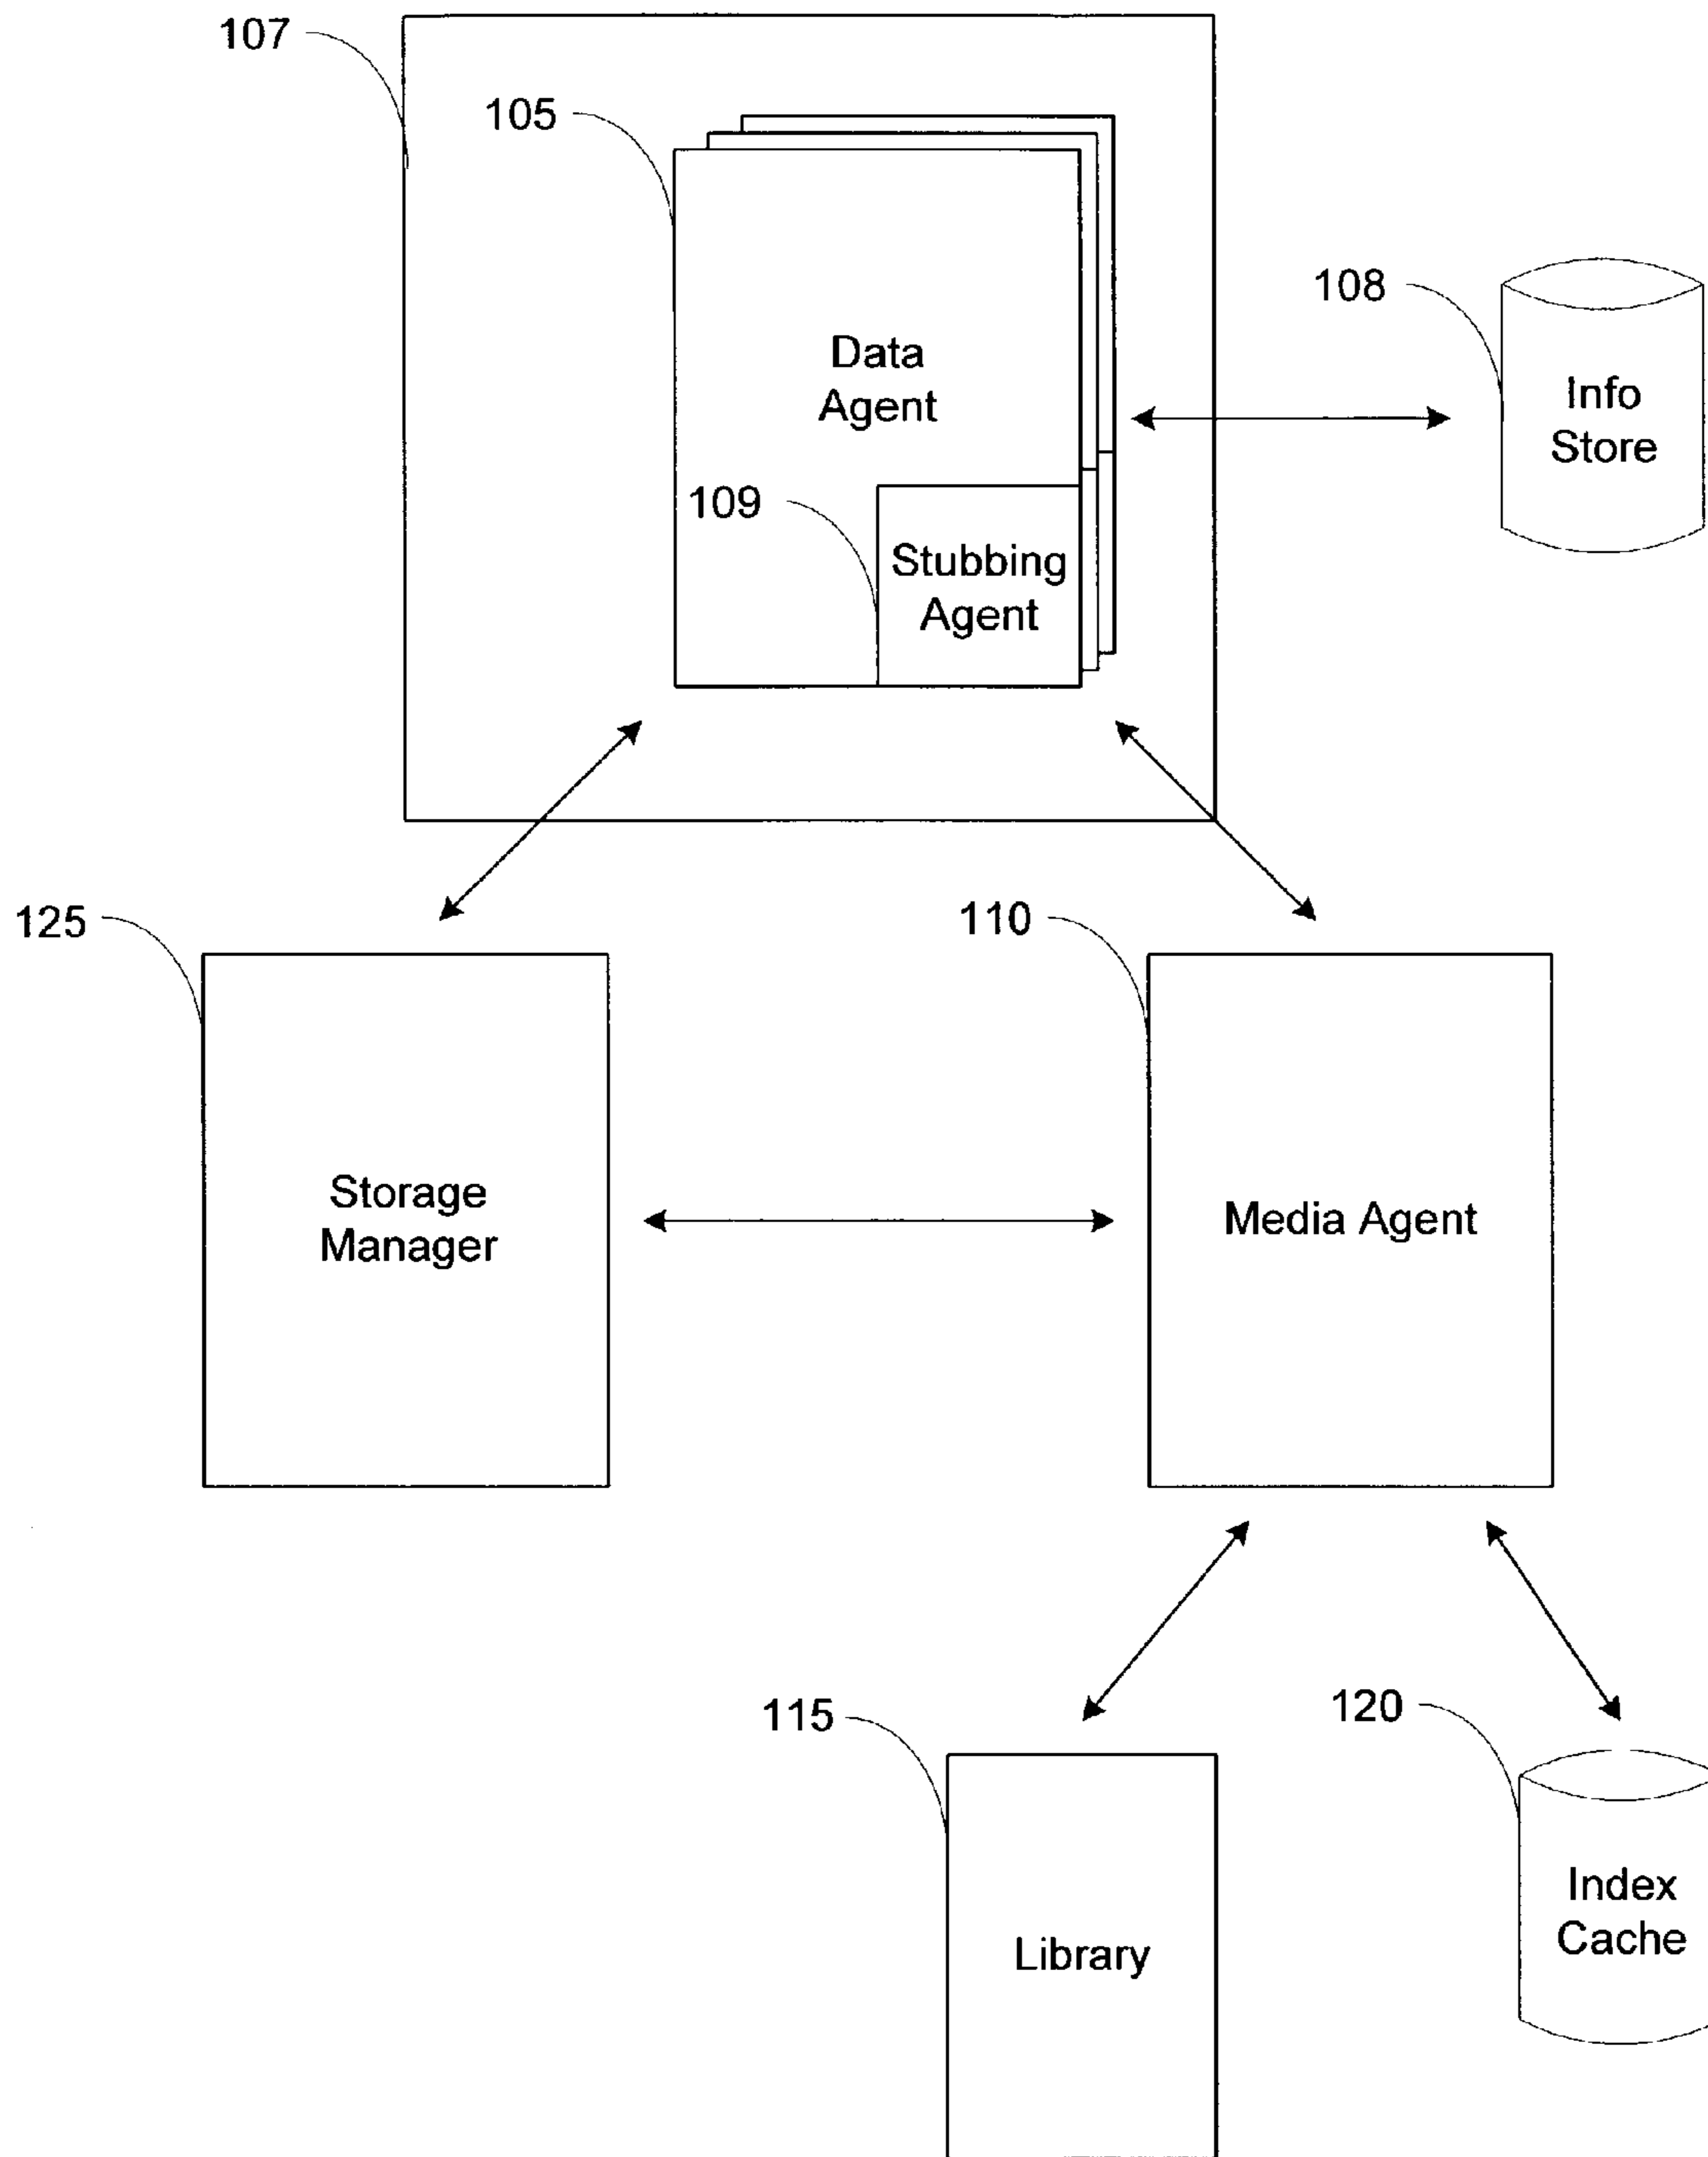 107
105
108
Data
Agent
Info
Store
109
Stubbing
Agent
125
110
Storage
Manager
Media Agent
115
120
Index
Cache
Library